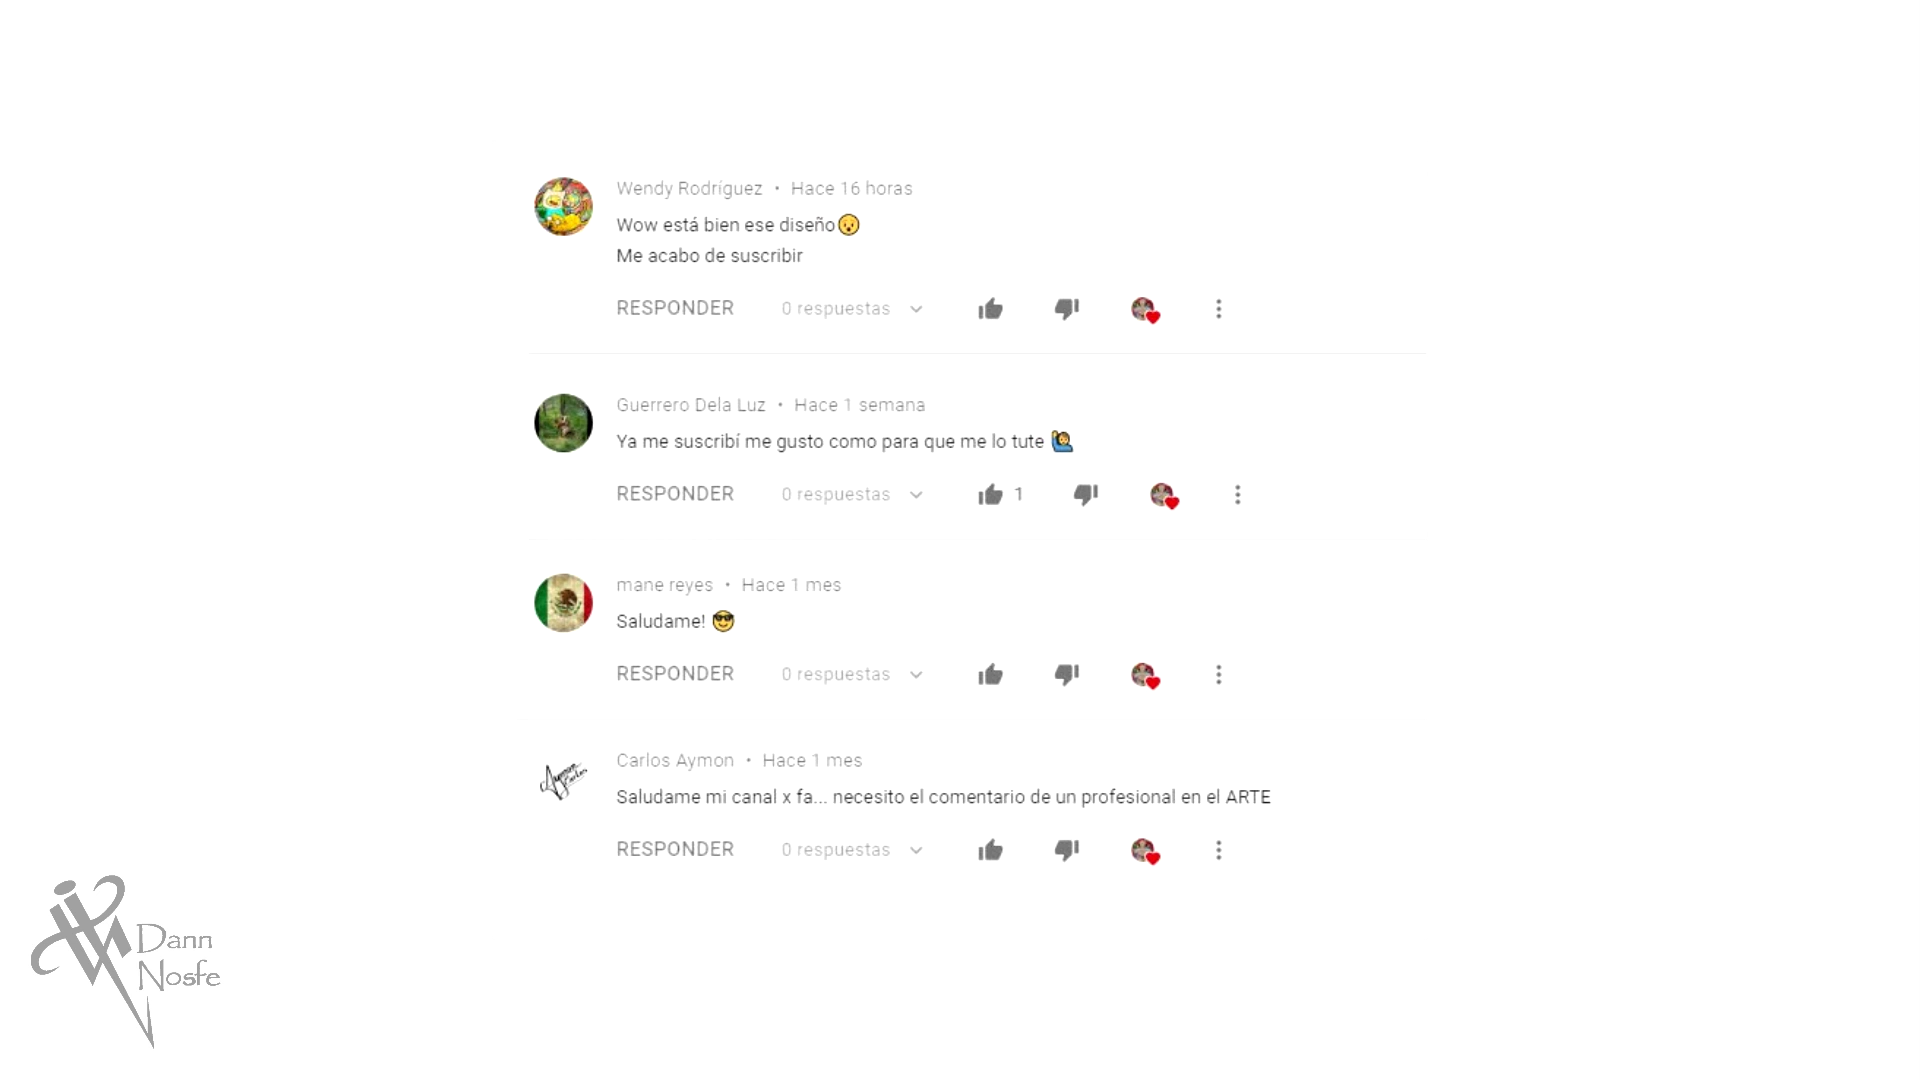 Wendy Rodríguez • Hace 16 horas
Wow está bien ese diseño😯
Me acabo de suscribir
RESPONDER 0 respuestas
Guerrero Dela Luz • Hace 1 semana
Ya me suscribí me gusto como para que me lo tute 🙋
RESPONDER 0 respuestas 1
mane reyes • Hace 1 mes
Saludame! 😎
RESPONDER 0 respuestas
Aymon
Carlos
Carlos Aymon • Hace 1 mes
Saludame mi canal x fa... necesito el comentario de un profesional en el ARTE
RESPONDER 0 respuestas
Dann
Nosfe